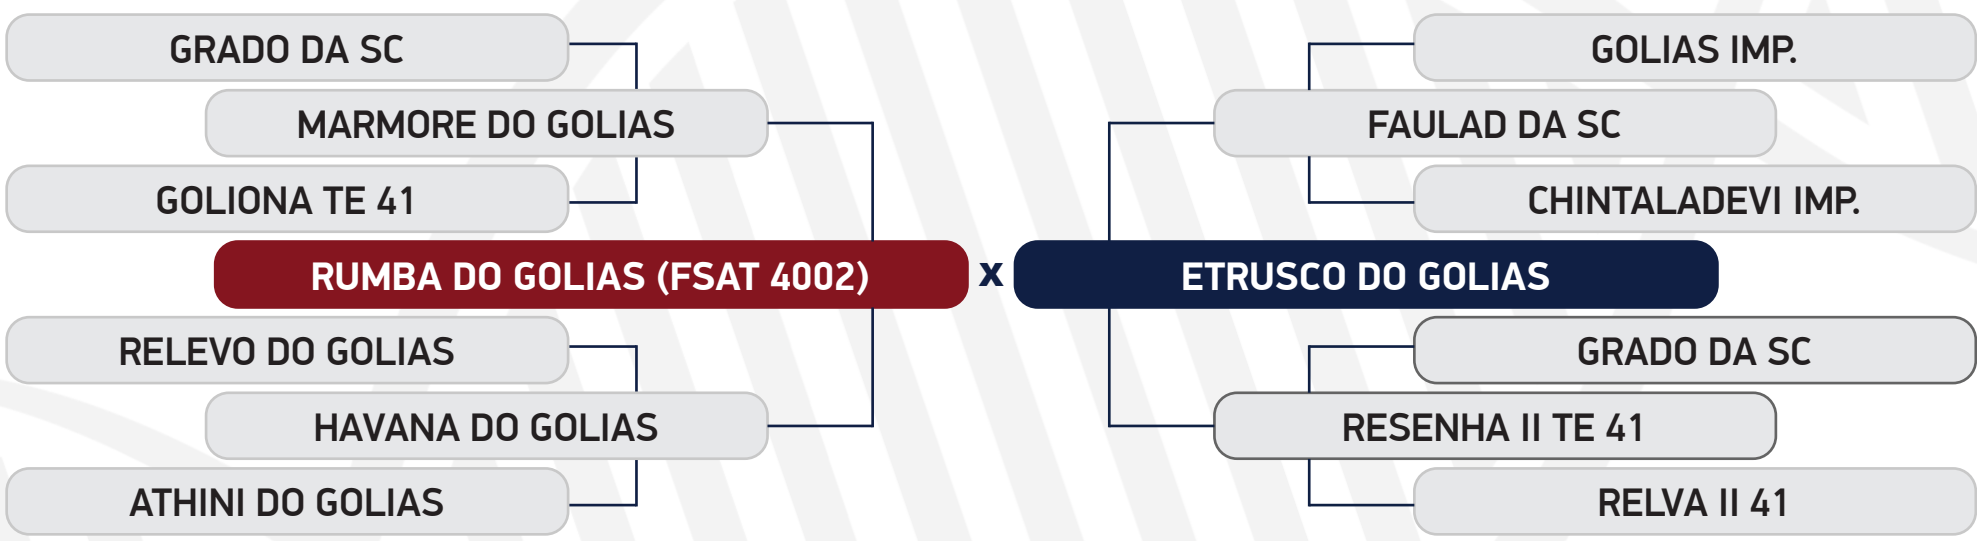 GRADO DA SC
MARMORE DO GOLIAS
GOLIONA TE 41
RUMBA DO GOLIAS (FSAT 4002)
RELEVO DO GOLIAS
HAVANA DO GOLIAS
ATHINI DO GOLIAS
X
GOLIAS IMP.
FAULAD DA SC
CHINTALADEVI IMP.
ETRUSCO DO GOLIAS
GRADO DA SC
RESENHA II TE 41
RELVA II 41